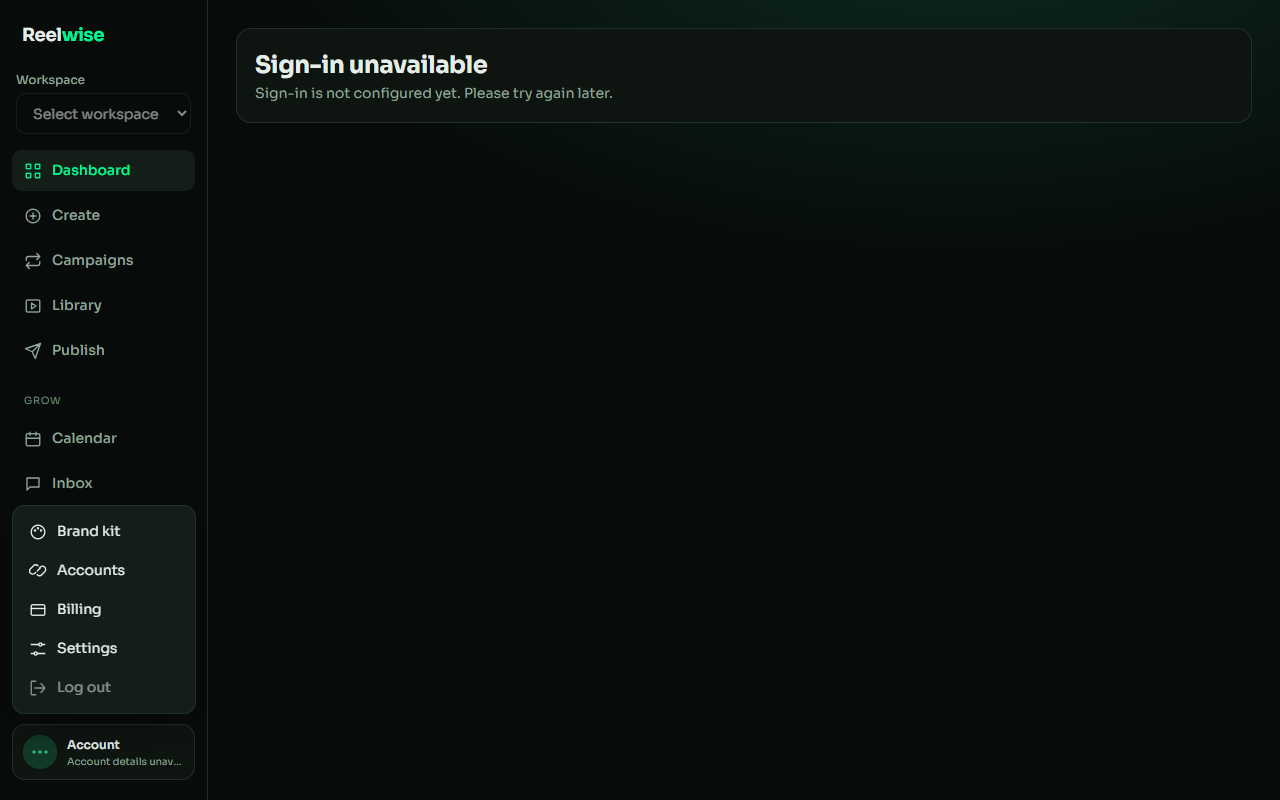 Reelwise
Workspace
Select workspace
Dashboard
Create
Campaigns
Library
Publish
GROW
Calendar
Inbox
Brand kit
Accounts
Billing
Settings
Log out
Account
Account details unav...
Sign-in unavailable
Sign-in is not configured yet. Please try again later.